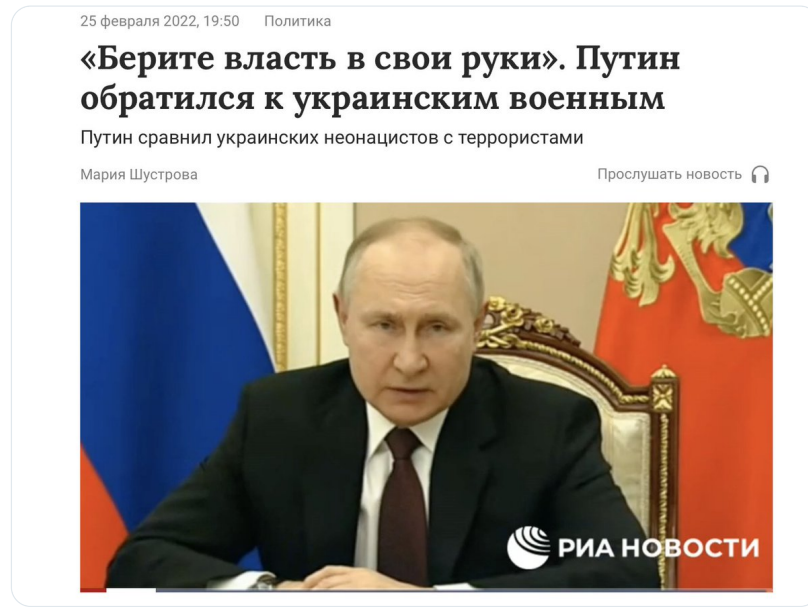 25 февраля 2022, 19:50 Политика
«Берите власть в свои руки». Путин
обратился к украинским военным
Путин сравнил украинских неонацистов с террористами
Мария Шустрова Прослушать новость
РИА НОВОСТИ